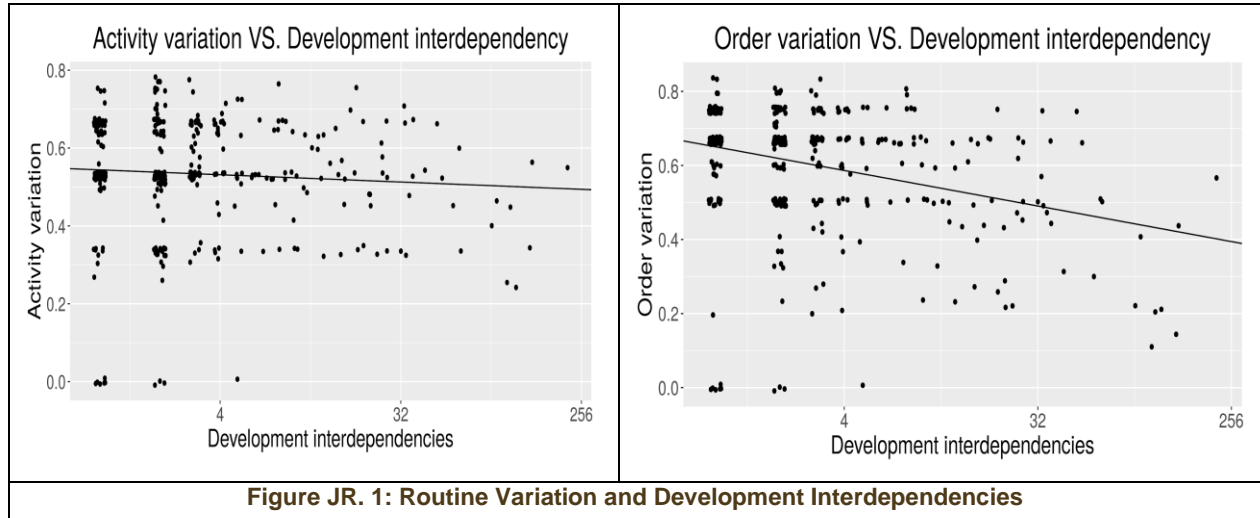 Activity variation VS. Development interdependency
Activity variation
0.8
0.6
0.4
0.2
0.0
4
32
256
Development interdependencies
Order variation VS. Development interdependency
Order variation
0.8
0.6
0.4
0.2
0.0
4
32
256
Development interdependencies
Figure JR. 1: Routine Variation and Development Interdependencies